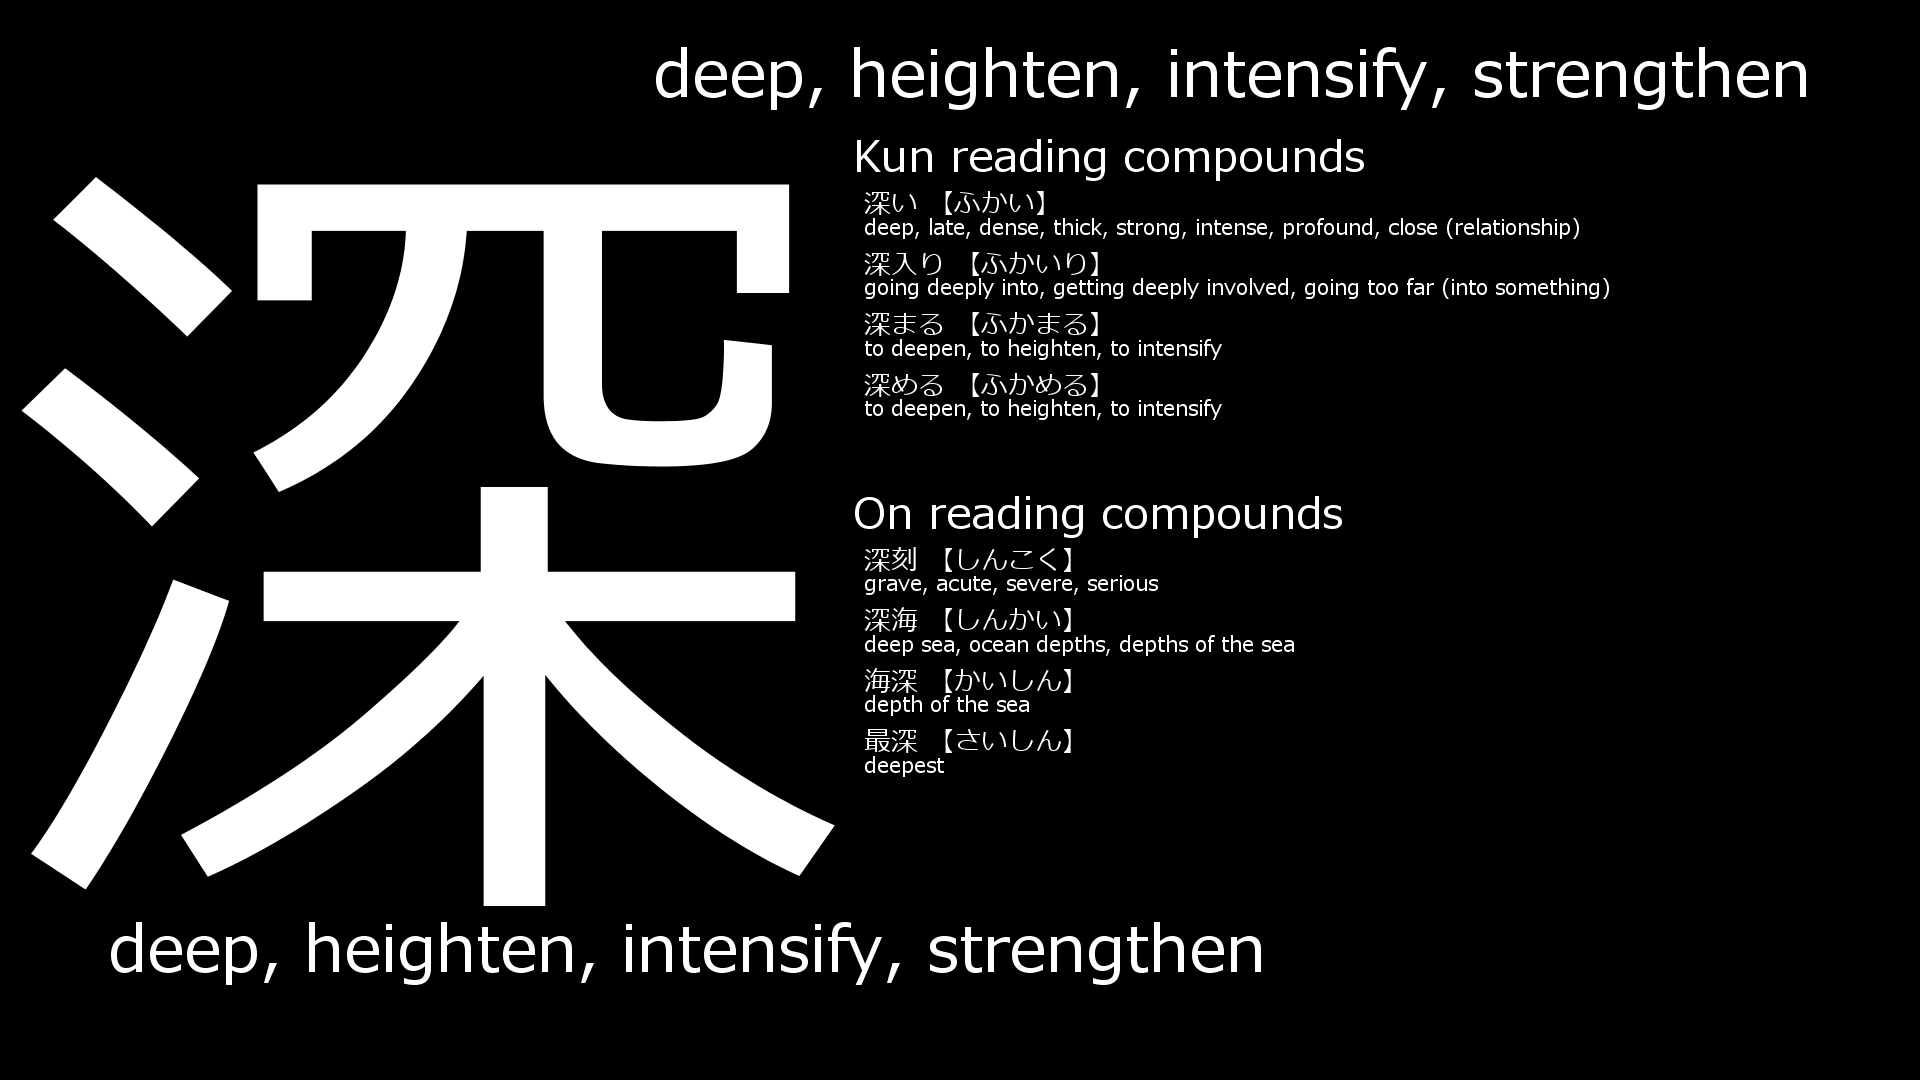 deep, heighten, intensify, strengthen
深
Kun reading compounds
深い 【ふかい】
deep, late, dense, thick, strong, intense, profound, close (relationship)
深入り 【ふかいり】
going deeply into, getting deeply involved, going too far (into something)
深まる 【ふかまる】
to deepen, to heighten, to intensify
深める 【ふかめる】
to deepen, to heighten, to intensify
On reading compounds
深刻 【しんこく】
grave, acute, severe, serious
深海 【しんかい】
deep sea, ocean depths, depths of the sea
海深 【かいしん】
depth of the sea
最深 【さいしん】
deepest
deep, heighten, intensify, strengthen